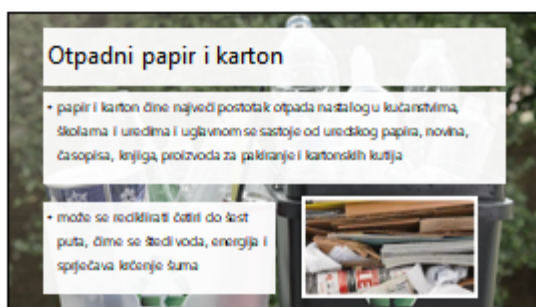 Otpadni papir i karton
• papir i karton čine najveći postotak otpada nastalog u kućanstvima,
školama i uredima i uglavnom se sastoje od uredskog papira, novina,
časopisa, knjiga, proizvoda za pakiranje i kartonskih kutija
• može se reciklirati četiri do šest
puta, čime se štedi voda, energija i
sprječava krčenje šuma